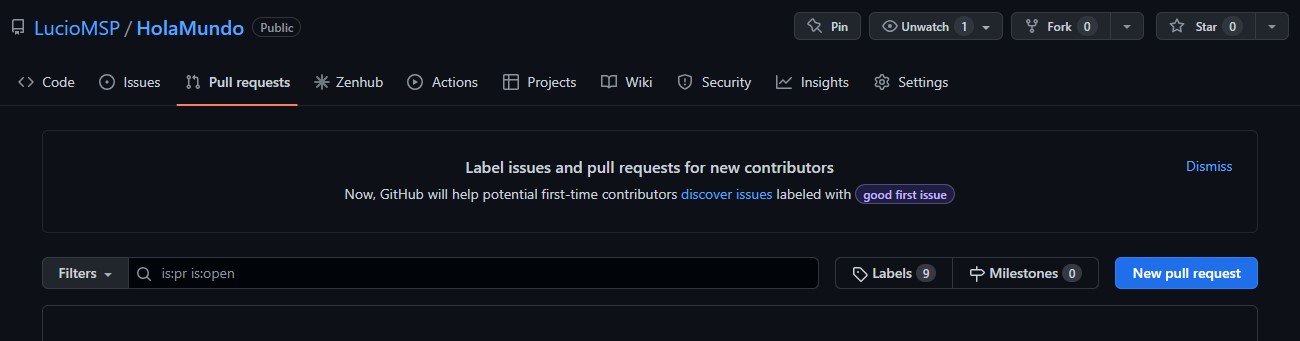 LucioMSP / HolaMundo Public Pin Unwatch 1 Fork 0 Star 0
Code Issues Pull requests Zenhub Actions Projects Wiki Security Insights Settings
Label issues and pull requests for new contributors Dismiss
Now, GitHub will help potential first-time contributors discover issues labeled with good first issue
Filters is:pr is:open Labels 9 Milestones 0 New pull request